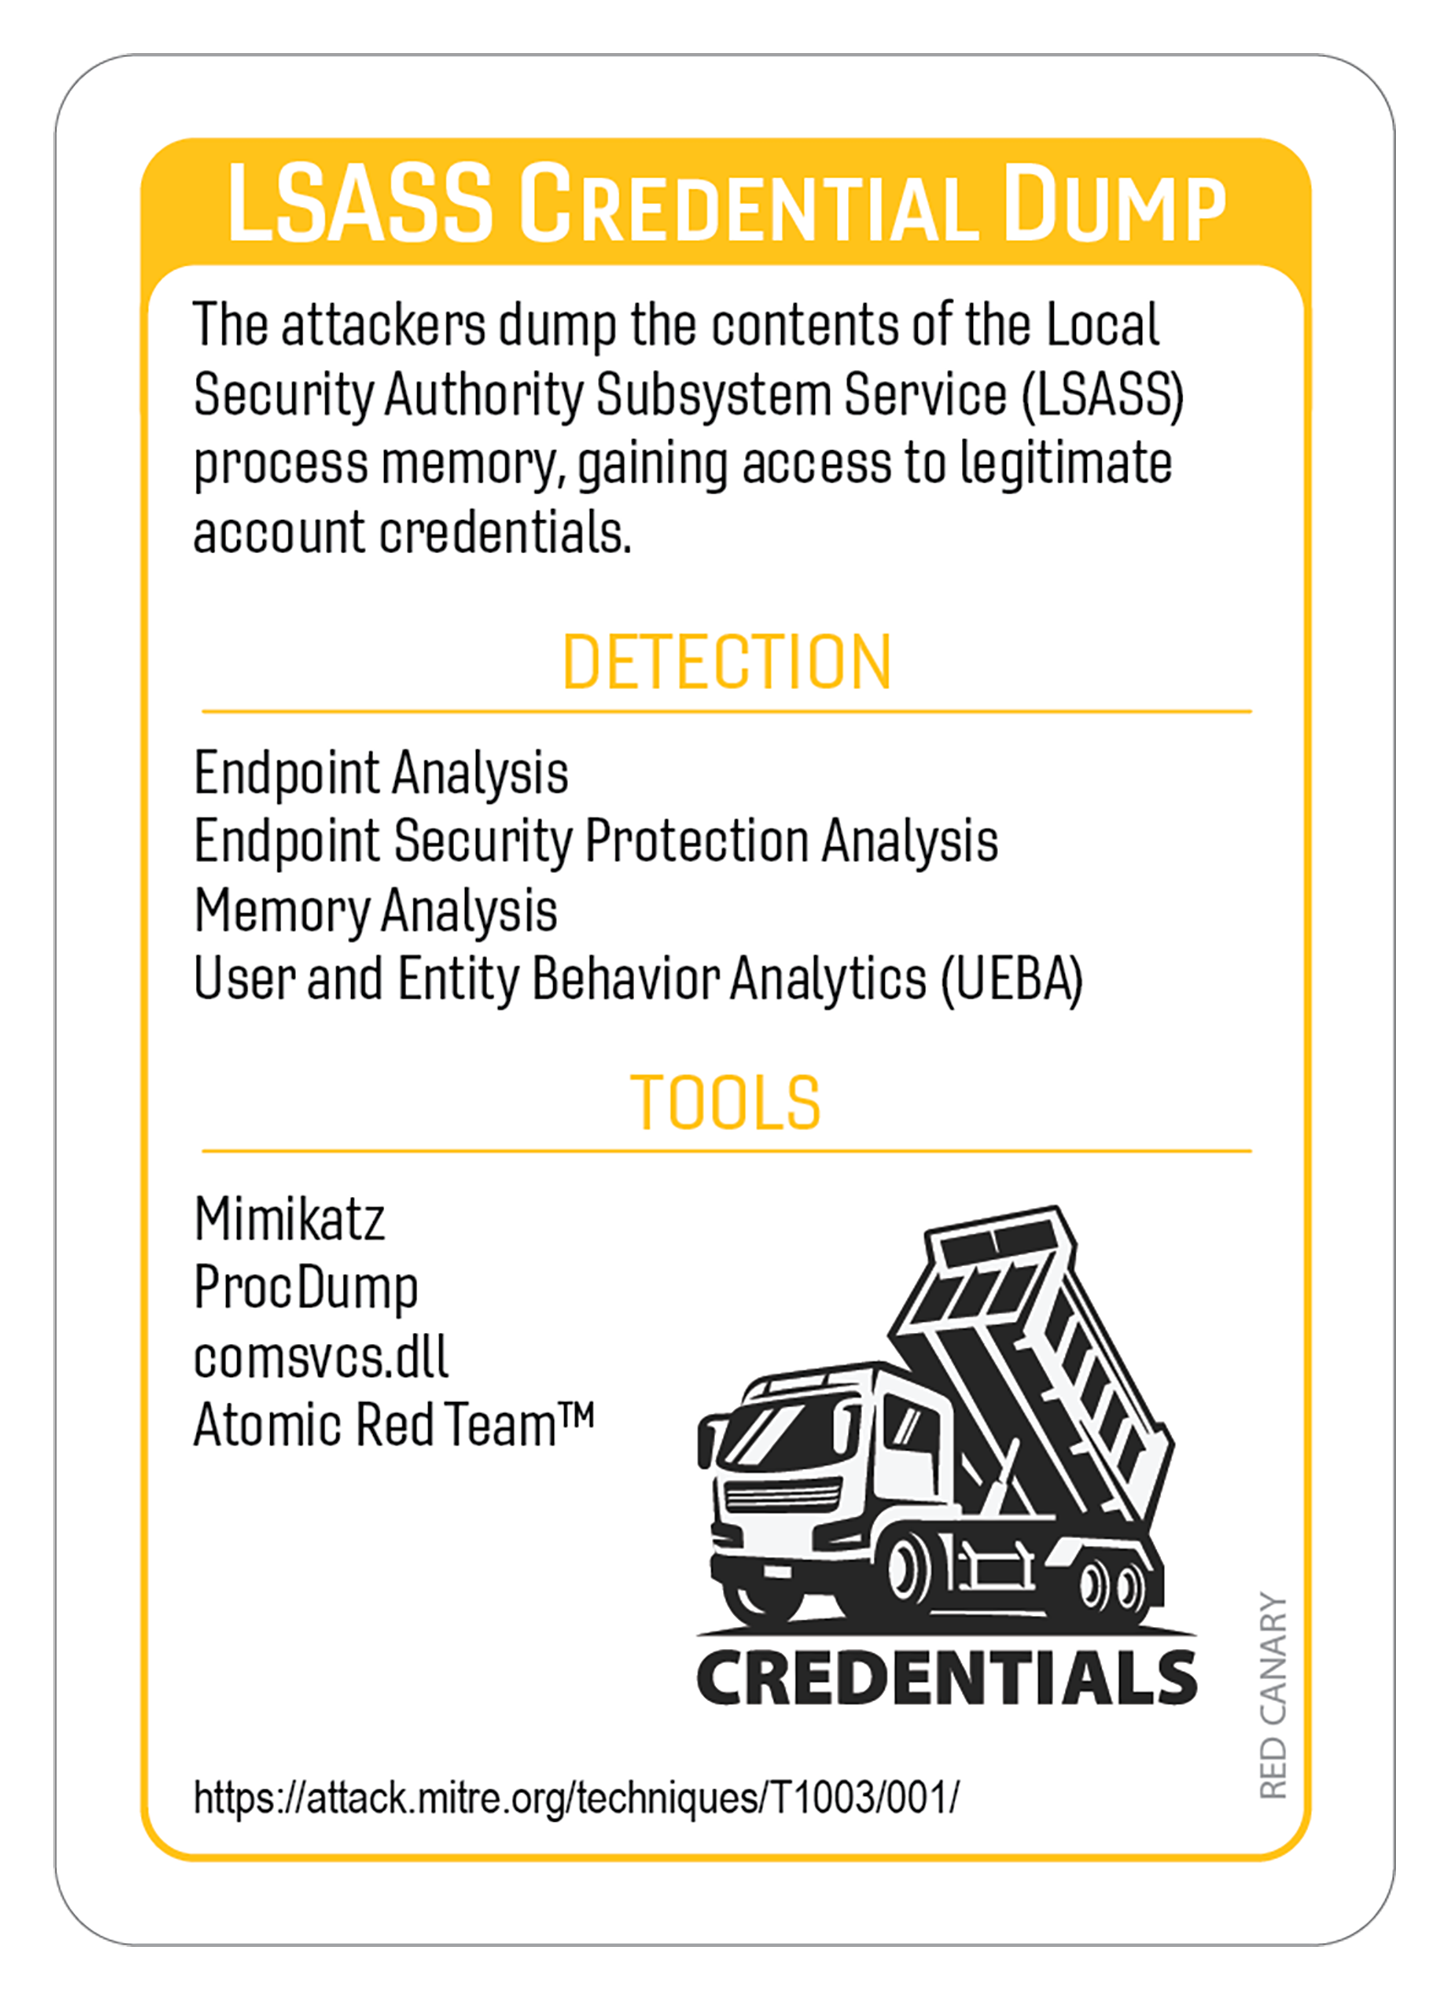 LSASS CREDENTIAL DUMP
The attackers dump the contents of the Local
Security Authority Subsystem Service (LSASS)
process memory, gaining access to legitimate
account credentials.
DETECTION
Endpoint Analysis
Endpoint Security Protection Analysis
Memory Analysis
User and Entity Behavior Analytics (UEBA)
TOOLS
Mimikatz
ProcDump
comsvcs.dll
Atomic Red Team™
CREDENTIALS
RED CANARY
https://attack.mitre.org/techniques/T1003/001/